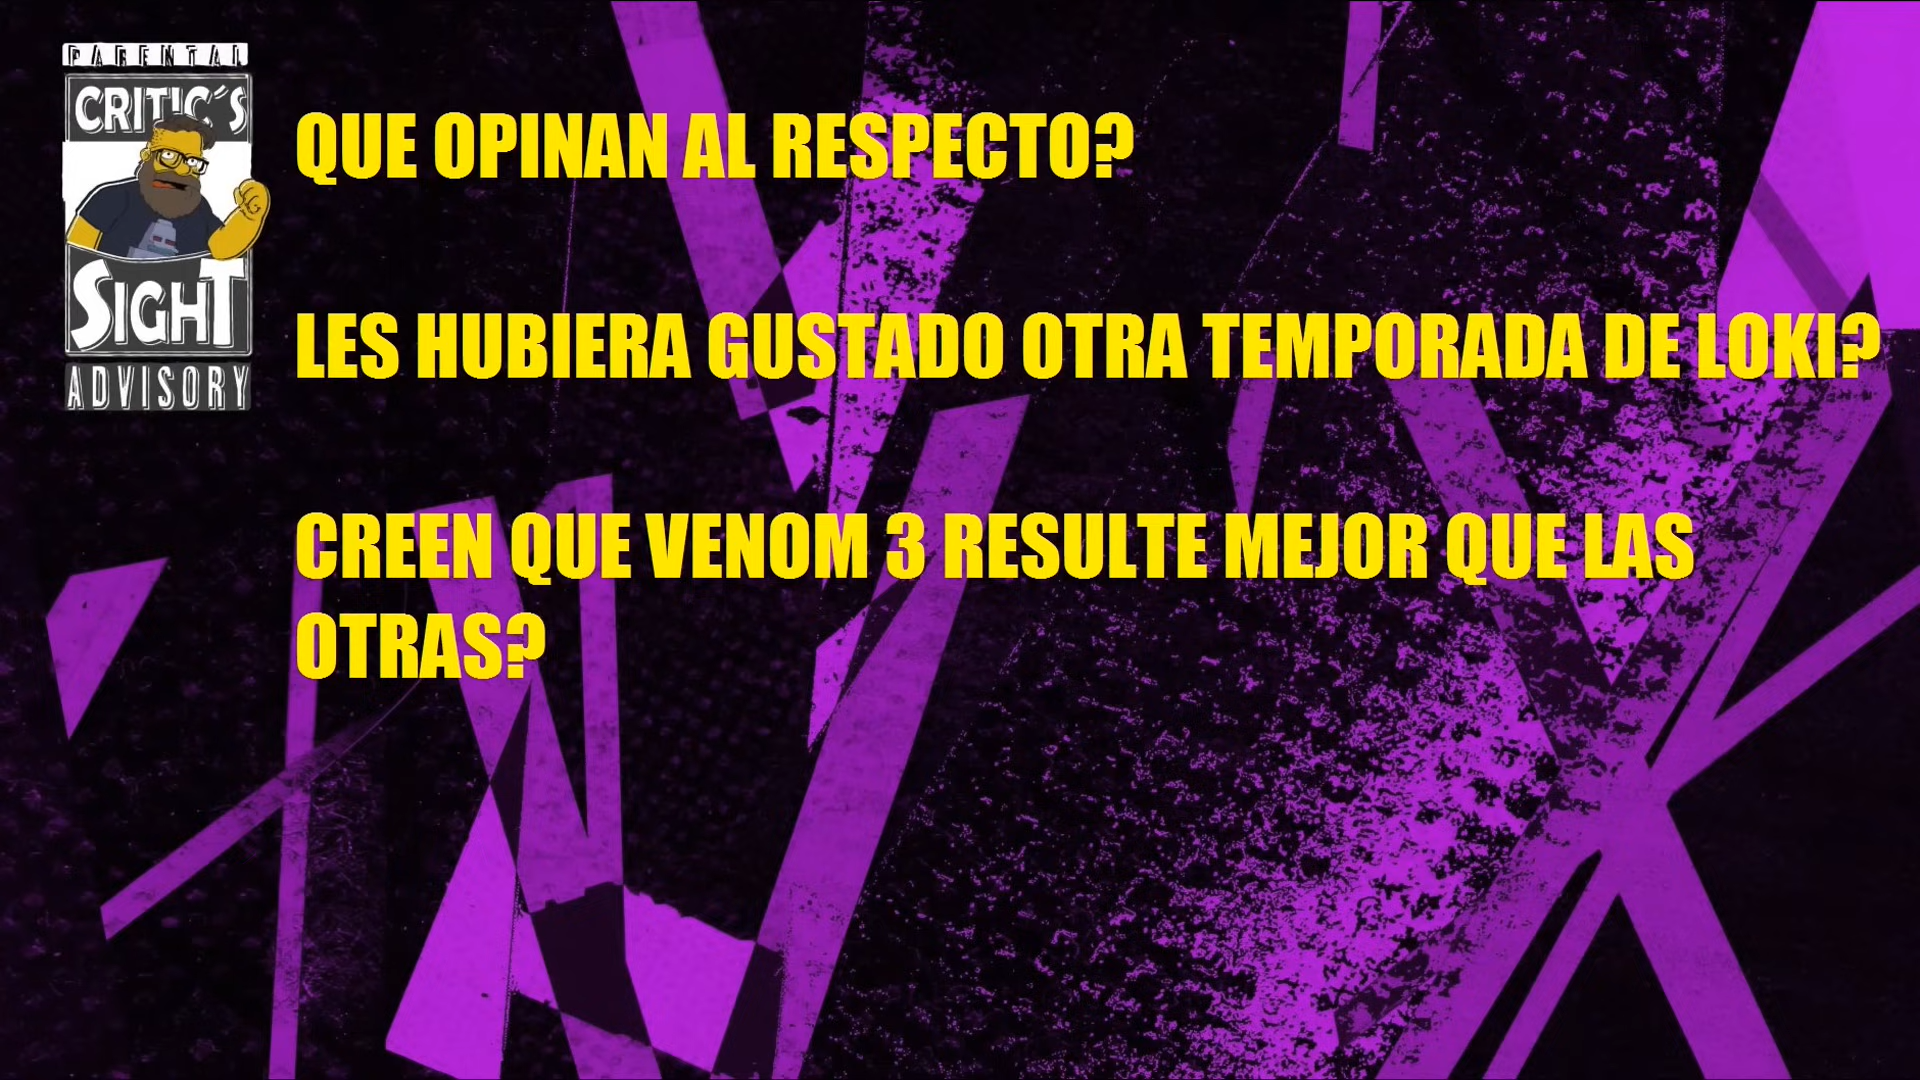 PARENTAL
CRITIC´S
SIGHT
ADVISORY
QUE OPINAN AL RESPECTO?
LES HUBIERA GUSTADO OTRA TEMPORADA DE LOKI?
CREEN QUE VENOM 3 RESULTE MEJOR QUE LAS
OTRAS?